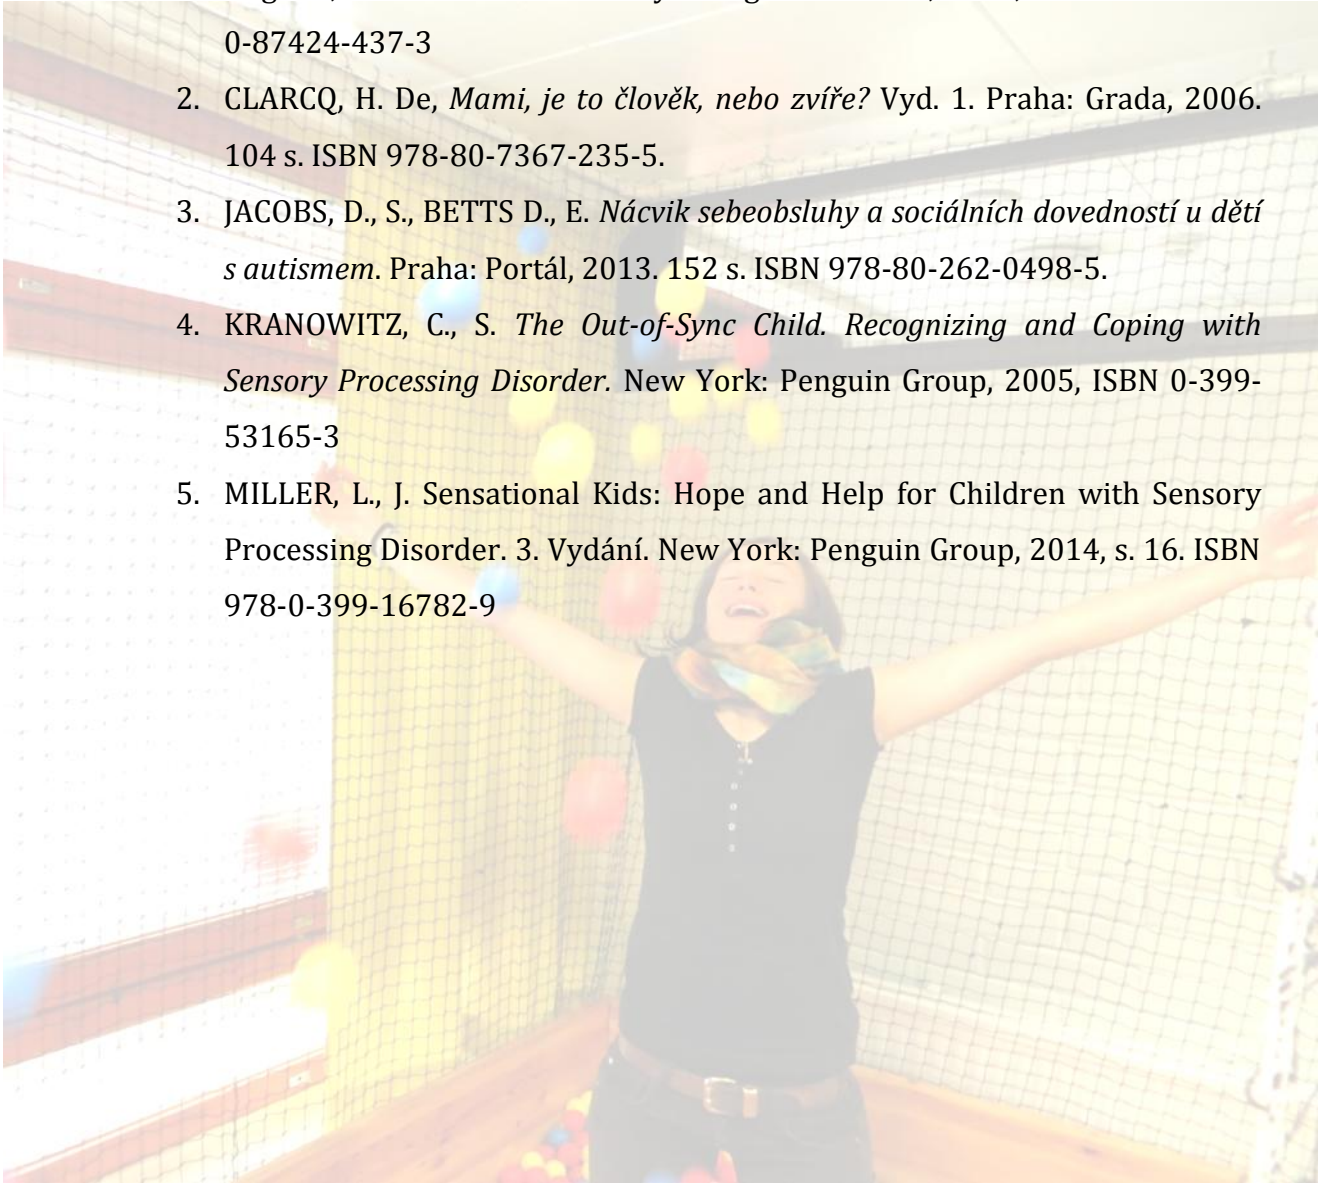 0-87424-437-3
2. CLARCQ, H. De, Mami, je to člověk, nebo zvíře? Vyd. 1. Praha: Grada, 2006.
104 s. ISBN 978-80-7367-235-5.
3. JACOBS, D., S., BETTS D., E. Nácvik sebeobsluhy a sociálních dovedností u dětí
s autismem. Praha: Portál, 2013. 152 s. ISBN 978-80-262-0498-5.
4. KRANOWITZ, C., S. The Out-of-Sync Child. Recognizing and Coping with
Sensory Processing Disorder. New York: Penguin Group, 2005, ISBN 0-399-
53165-3
5. MILLER, L., J. Sensational Kids: Hope and Help for Children with Sensory
Processing Disorder. 3. Vydání. New York: Penguin Group, 2014, s. 16. ISBN
978-0-399-16782-9